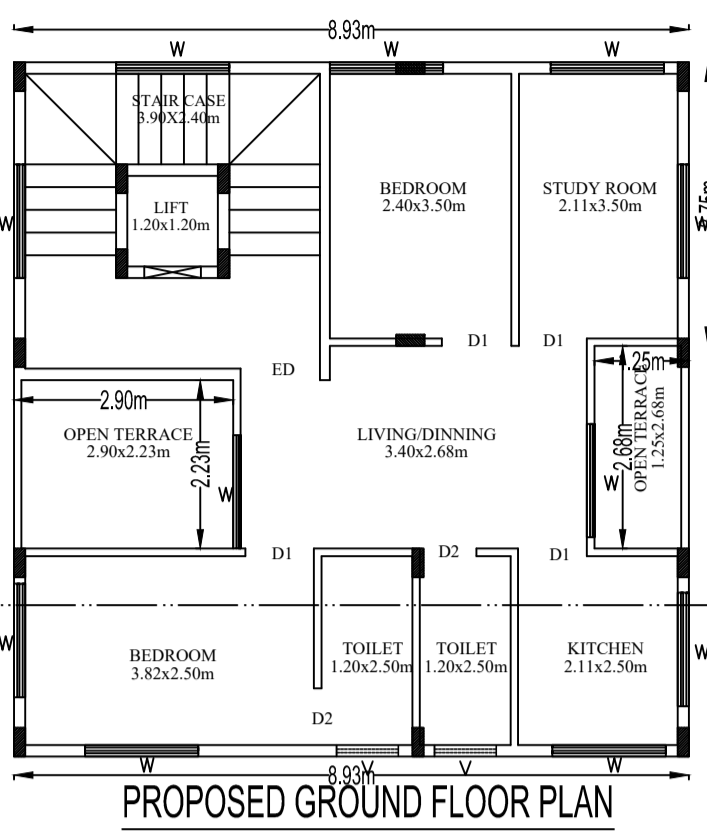 8.93m
W
W
W
STAIR CASE
3.90X2.40m
LIFT
1.20x1.20m
BEDROOM
2.40x3.50m
STUDY ROOM
2.11x3.50m
W
W
D1
D1
ED
2.90m
OPEN TERRACE
2.90x2.23m
2.23m
W
LIVING/DINNING
3.40x2.68m
.25m
2.68m
OPEN TERRACE
1.25x2.68m
W
D1
D2
D1
BEDROOM
3.82x2.50m
TOILET
1.20x2.50m
TOILET
1.20x2.50m
KITCHEN
2.11x2.50m
W
W
D2
W
V
V
W
8.93m
PROPOSED GROUND FLOOR PLAN